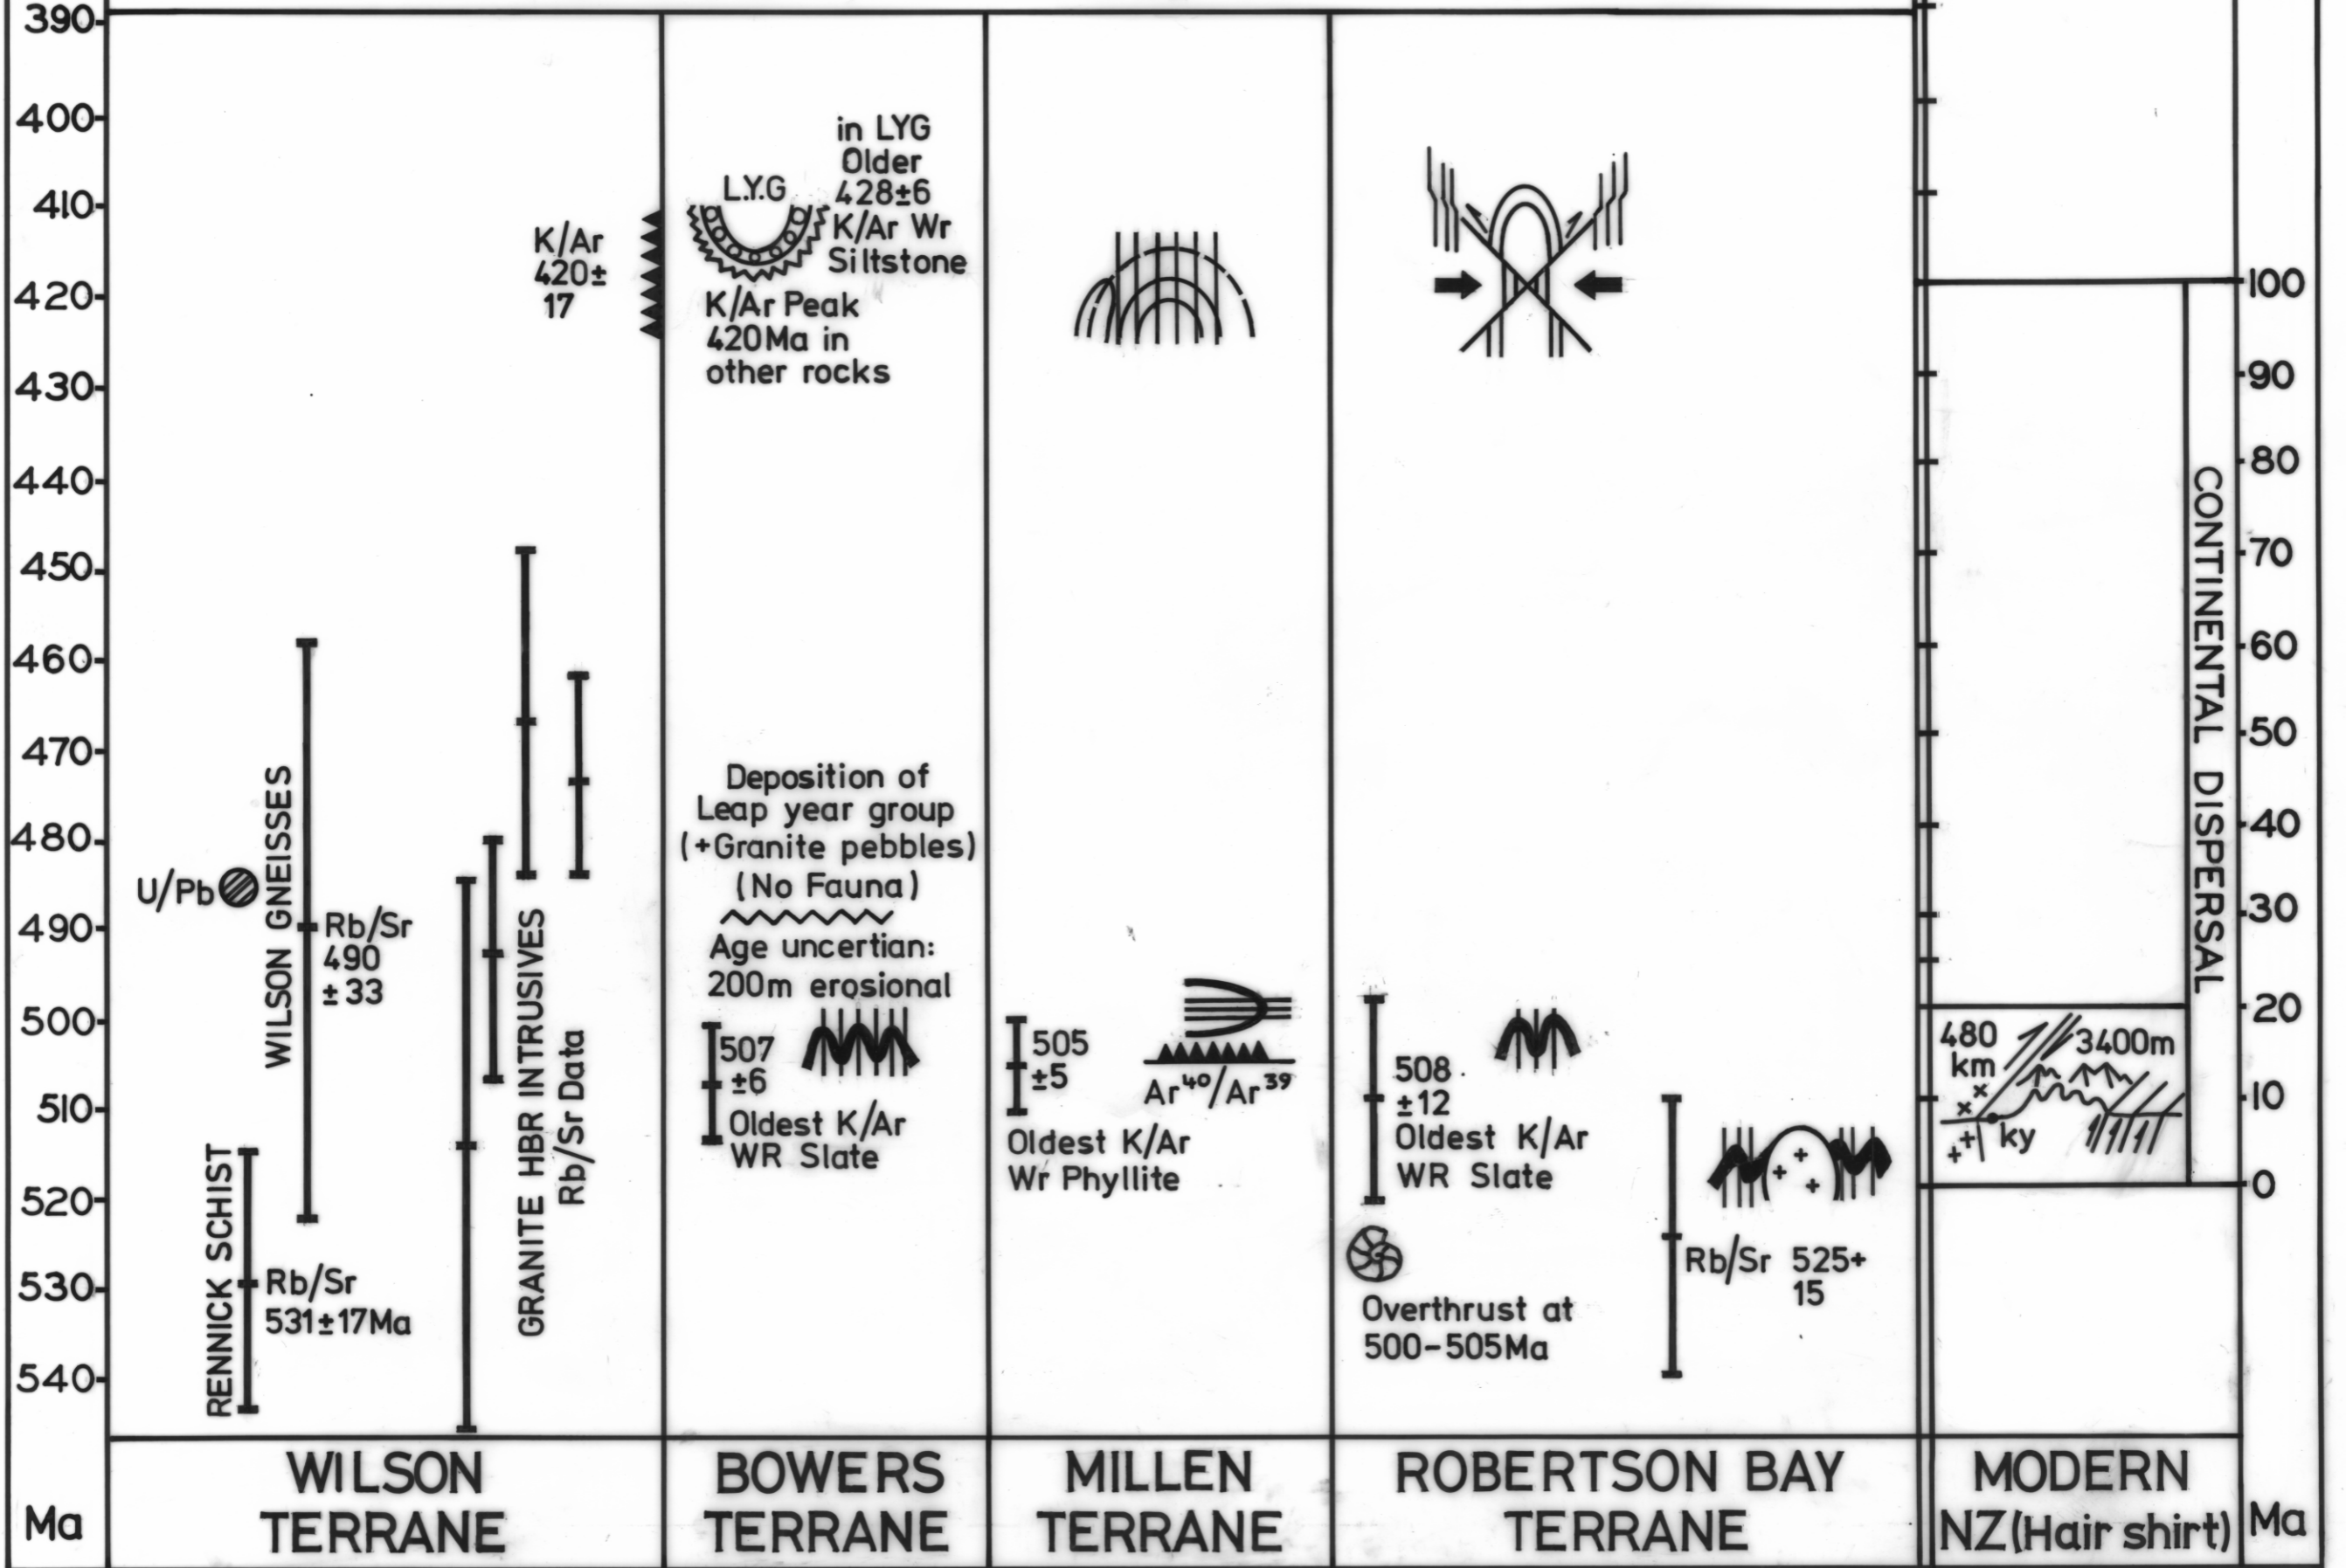 390
400
410
420
430
440
450
460
470
480
490
500
510
520
530
540
Ma
K/Ar
420±
17
U/Pb
WILSON GNEISSES
Rb/Sr
490
±33
RENNICK SCHIST
Rb/Sr
531±17Ma
GRANITE HBR INTRUSIVES
Rb/Sr Data
WILSON
TERRANE
L.Y.G
in LYG
Older
428±6
K/Ar Wr
Siltstone
K/Ar Peak
420Ma in
other rocks
Deposition of
Leap year group
(+Granite pebbles)
(No Fauna)
Age uncertian:
200m erosional
507
±6
Oldest K/Ar
WR Slate
BOWERS
TERRANE
505
±5
Ar⁴⁰/Ar³⁹
Oldest K/Ar
Wr Phyllite
MILLEN
TERRANE
508
±12
Oldest K/Ar
WR Slate
Overthrust at
500-505Ma
Rb/Sr 525+
15
ROBERTSON BAY
TERRANE
CONTINENTAL DISPERSAL
480
km
3400m
ky
MODERN
NZ(Hair shirt)
100
90
80
70
60
50
40
30
20
10
0
Ma